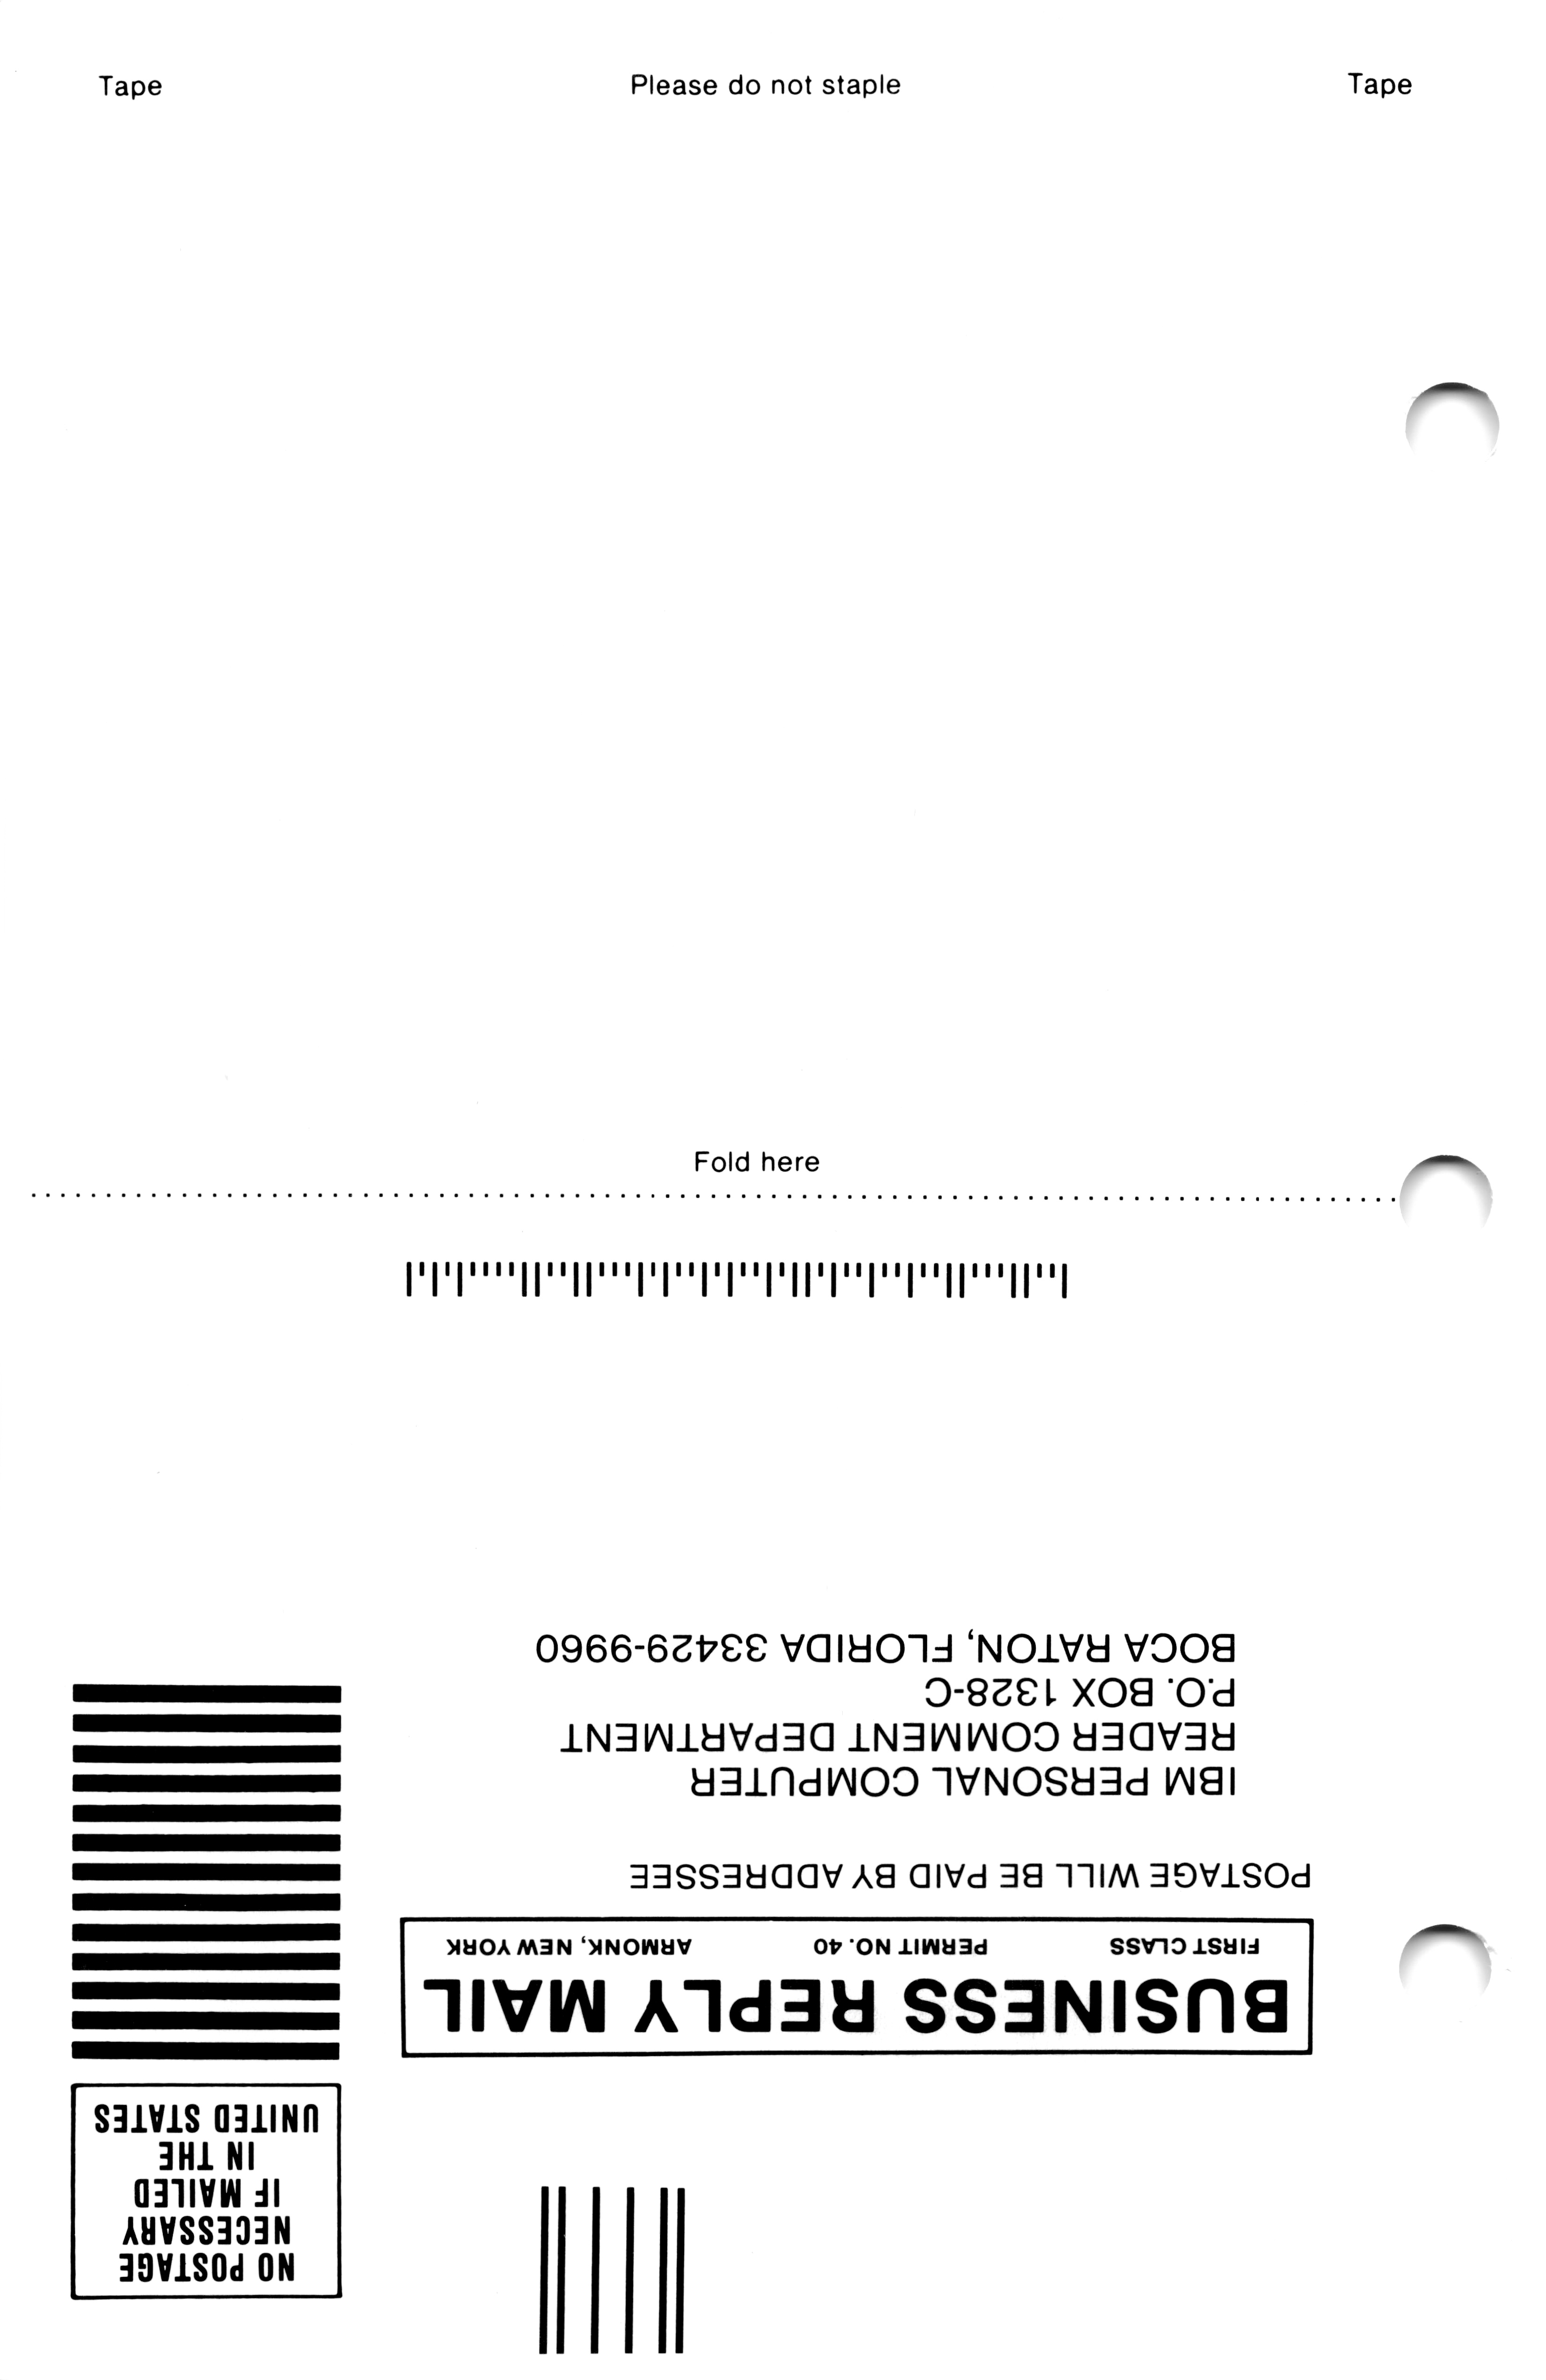 Tape Please do not staple Tape
Fold here
NO POSTAGE
NECESSARY
IF MAILED
IN THE
UNITED STATES
BUSINESS REPLY MAIL
FIRST CLASS PERMIT NO. 40 ARMONK, NEW YORK
POSTAGE WILL BE PAID BY ADDRESSEE
IBM PERSONAL COMPUTER
READER COMMENT DEPARTMENT
P.O. BOX 1328-C
BOCA RATON, FLORIDA 33429-9960